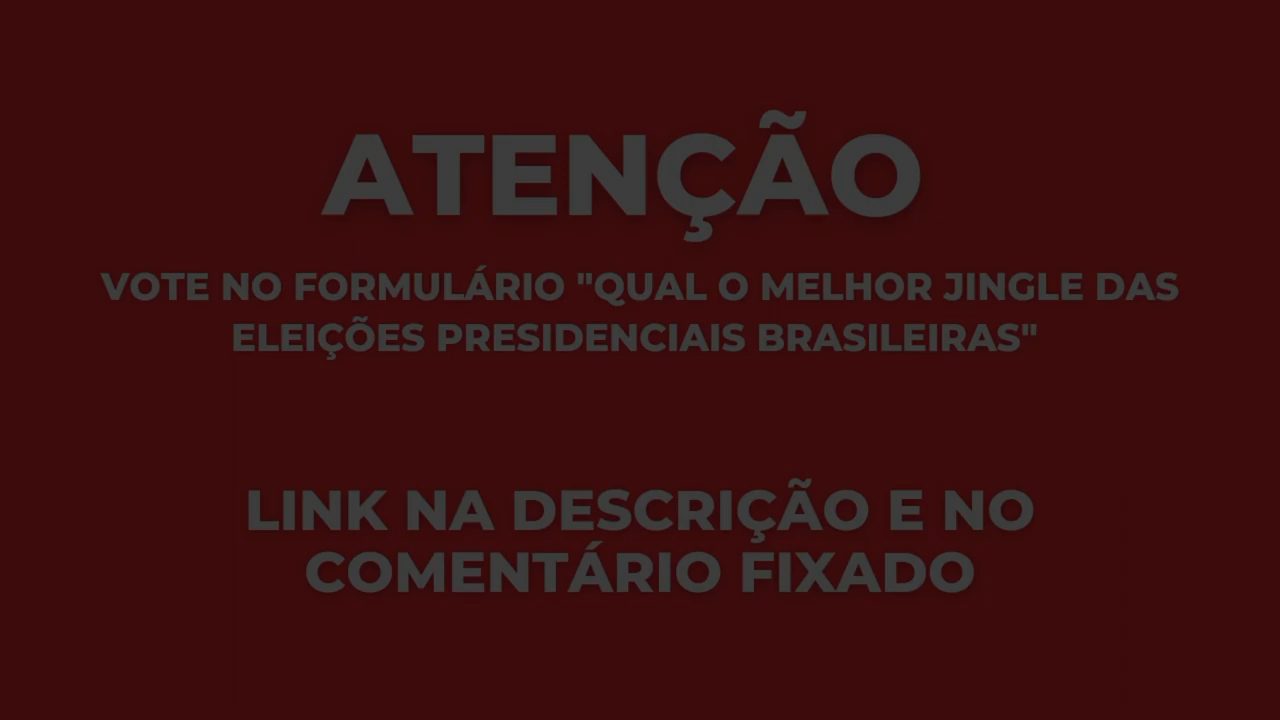 ATENÇÃO
VOTE NO FORMULÁRIO "QUAL O MELHOR JINGLE DAS
ELEIÇÕES PRESIDENCIAIS BRASILEIRAS"
LINK NA DESCRIÇÃO E NO
COMENTÁRIO FIXADO